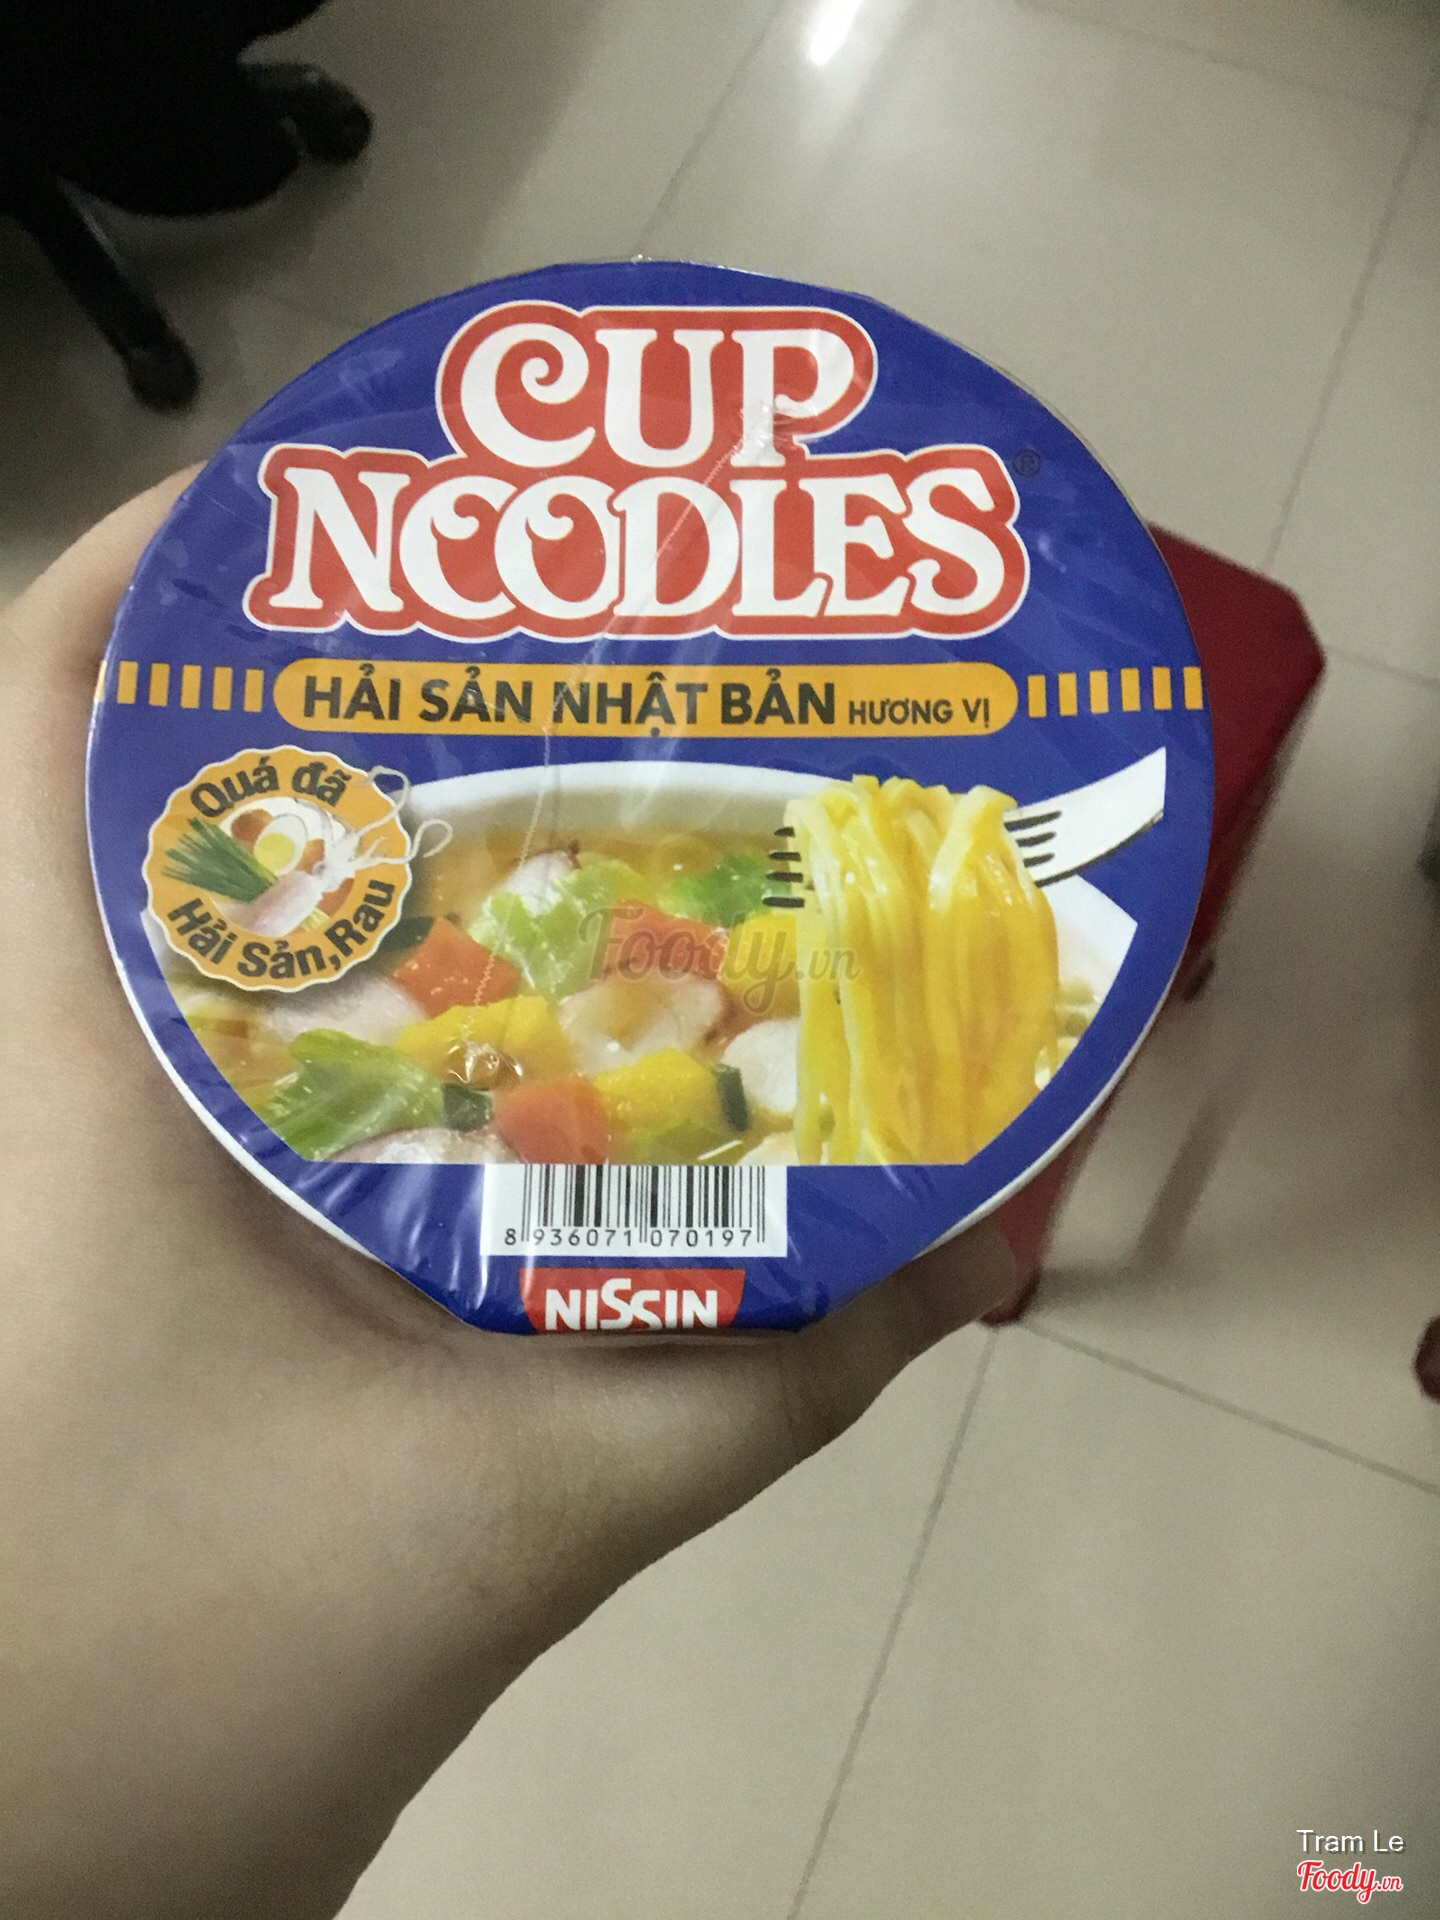 CUP
NOODLES®
HẢI SẢN NHẬT BẢN HƯƠNG VỊ
Quá đã
Hải Sản, Rau
Foody.vn
8 936071 070197
NISSIN
Tram Le
Foody.vn